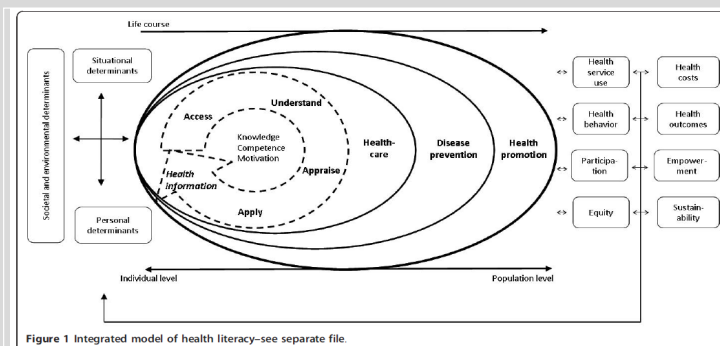 Life course
Societal and environmental determinants
Situational
determinants
Personal
determinants
Access
Understand
Knowledge
Competence
Motivation
Health
information
Appraise
Apply
Health-
care
Disease
prevention
Health
promotion
Health
service
use
Health
costs
Health
behavior
Health
outcomes
Participa-
tion
Empower-
ment
Equity
Sustain-
ability
Individual level
Population level
Figure 1 Integrated model of health literacy–see separate file.